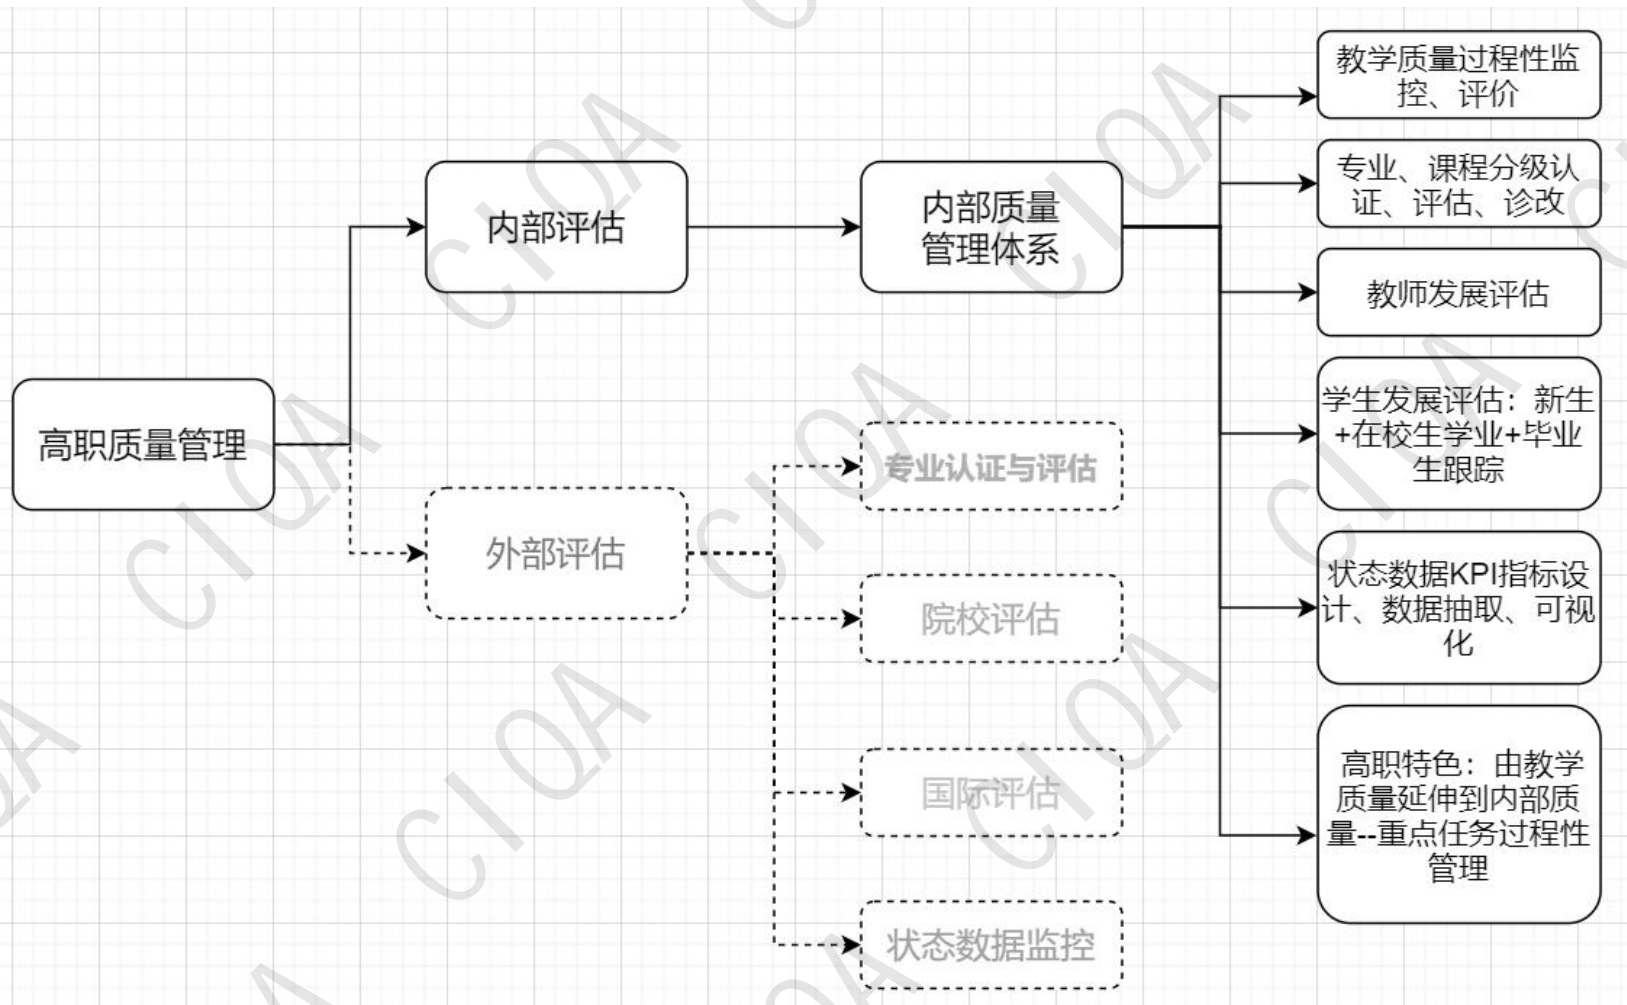 教学质量过程性监
控、评价
专业、课程分级认
证、评估、诊改
内部评估
内部质量
管理体系
教师发展评估
学生发展评估：新生
+在校生学业+毕业
生跟踪
高职质量管理
专业认证与评估
外部评估
院校评估
状态数据KPI指标设
计、数据抽取、可视
化
国际评估
高职特色：由教学
质量延伸到内部质
量--重点任务过程性
管理
状态数据监控
CIQA
CIQA
CIQA
CIQA
CIQA
CIQA
CIQA